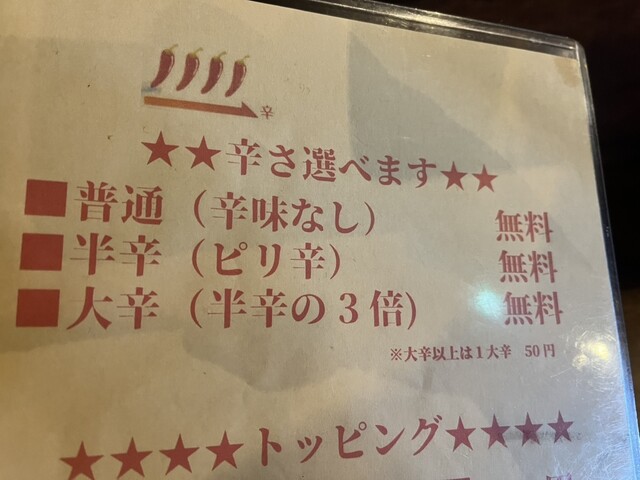 辛
★★辛さ選べます★★
■普通（辛味なし） 無料
■半辛（ピリ辛） 無料
■大辛（半辛の３倍) 無料
※大辛以上は１大辛 50円
★★★★トッピング★★★★